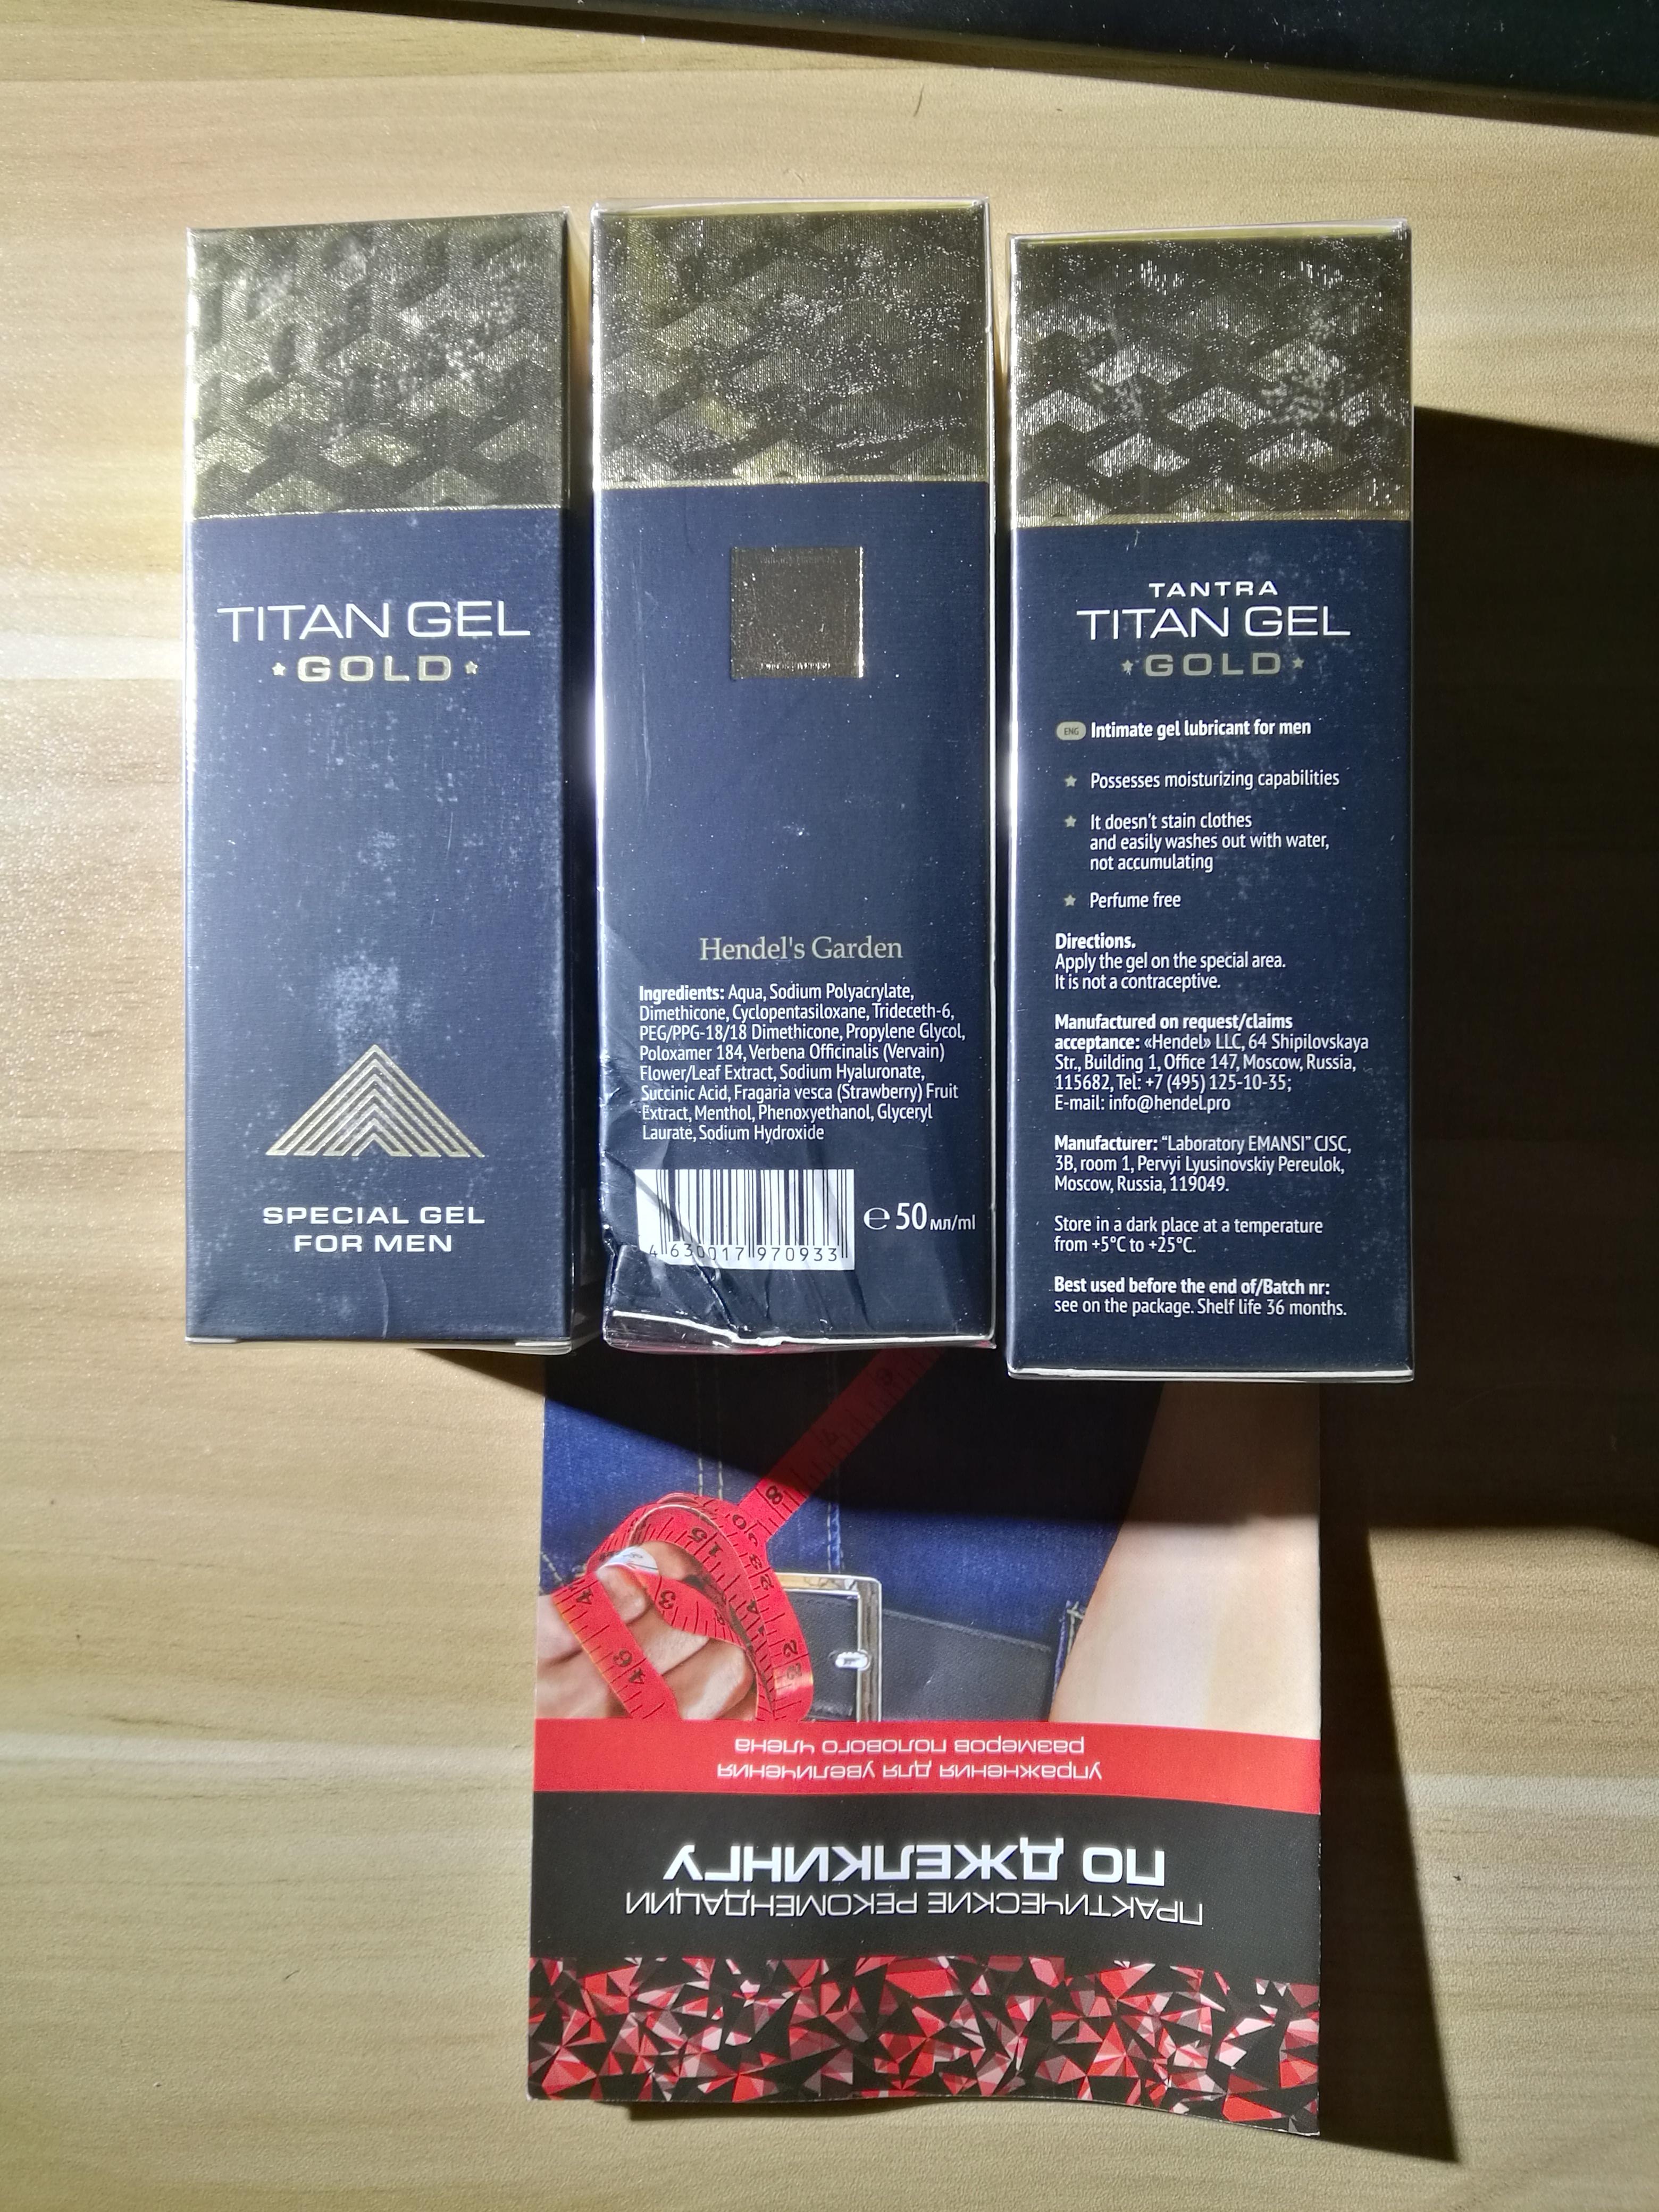 TITAN GEL
GOLD
SPECIAL GEL
FOR MEN
Hendel's Garden
Ingredients: Aqua, Sodium Polyacrylate,
Dimethicone, Cyclopentasiloxane, Trideceth-6,
PEG/PPG-18/18 Dimethicone, Propylene Glycol,
Poloxamer 184, Verbena Officinalis (Vervain)
Flower/Leaf Extract, Sodium Hyaluronate,
Succinic Acid, Fragaria vesca (Strawberry) Fruit
Extract, Menthol, Phenoxyethanol, Glyceryl
Laurate, Sodium Hydroxide
4 630017 970933
℮ 50 мл/ml
TANTRA
TITAN GEL
GOLD
ENG Intimate gel lubricant for men
Possesses moisturizing capabilities
It doesn't stain clothes
and easily washes out with water,
not accumulating
Perfume free
Directions.
Apply the gel on the special area.
It is not a contraceptive.
Manufactured on request/claims
acceptance: «Hendel» LLC, 64 Shipilovskaya
Str., Building 1, Office 147, Moscow, Russia,
115682, Tel: +7 (495) 125-10-35;
E-mail: info@hendel.pro
Manufacturer: “Laboratory EMANSI” CJSC,
3B, room 1, Pervyi Lyusinovskiy Pereulok,
Moscow, Russia, 119049.
Store in a dark place at a temperature
from +5°C to +25°C.
Best used before the end of/Batch nr:
see on the package. Shelf life 36 months.
ПРАКТИЧЕСКИЕ РЕКОМЕНДАЦИИ
ПО ДЖЕЛКИНГУ
упражнения для увеличения
размеров полового члена